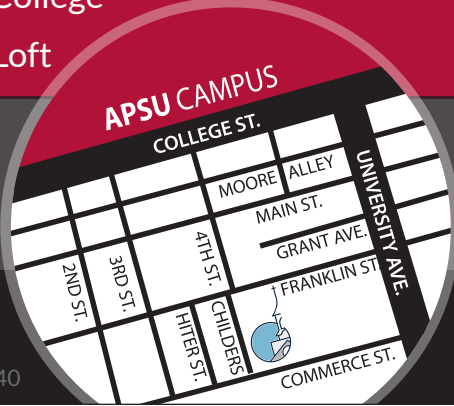 College
Loft
APSU CAMPUS
COLLEGE ST.
MOORE ALLEY
MAIN ST.
UNIVERSITY AVE.
GRANT AVE.
4TH ST.
3RD ST.
2ND ST.
FRANKLIN ST.
CHILDERS
HITER ST.
COMMERCE ST.
40